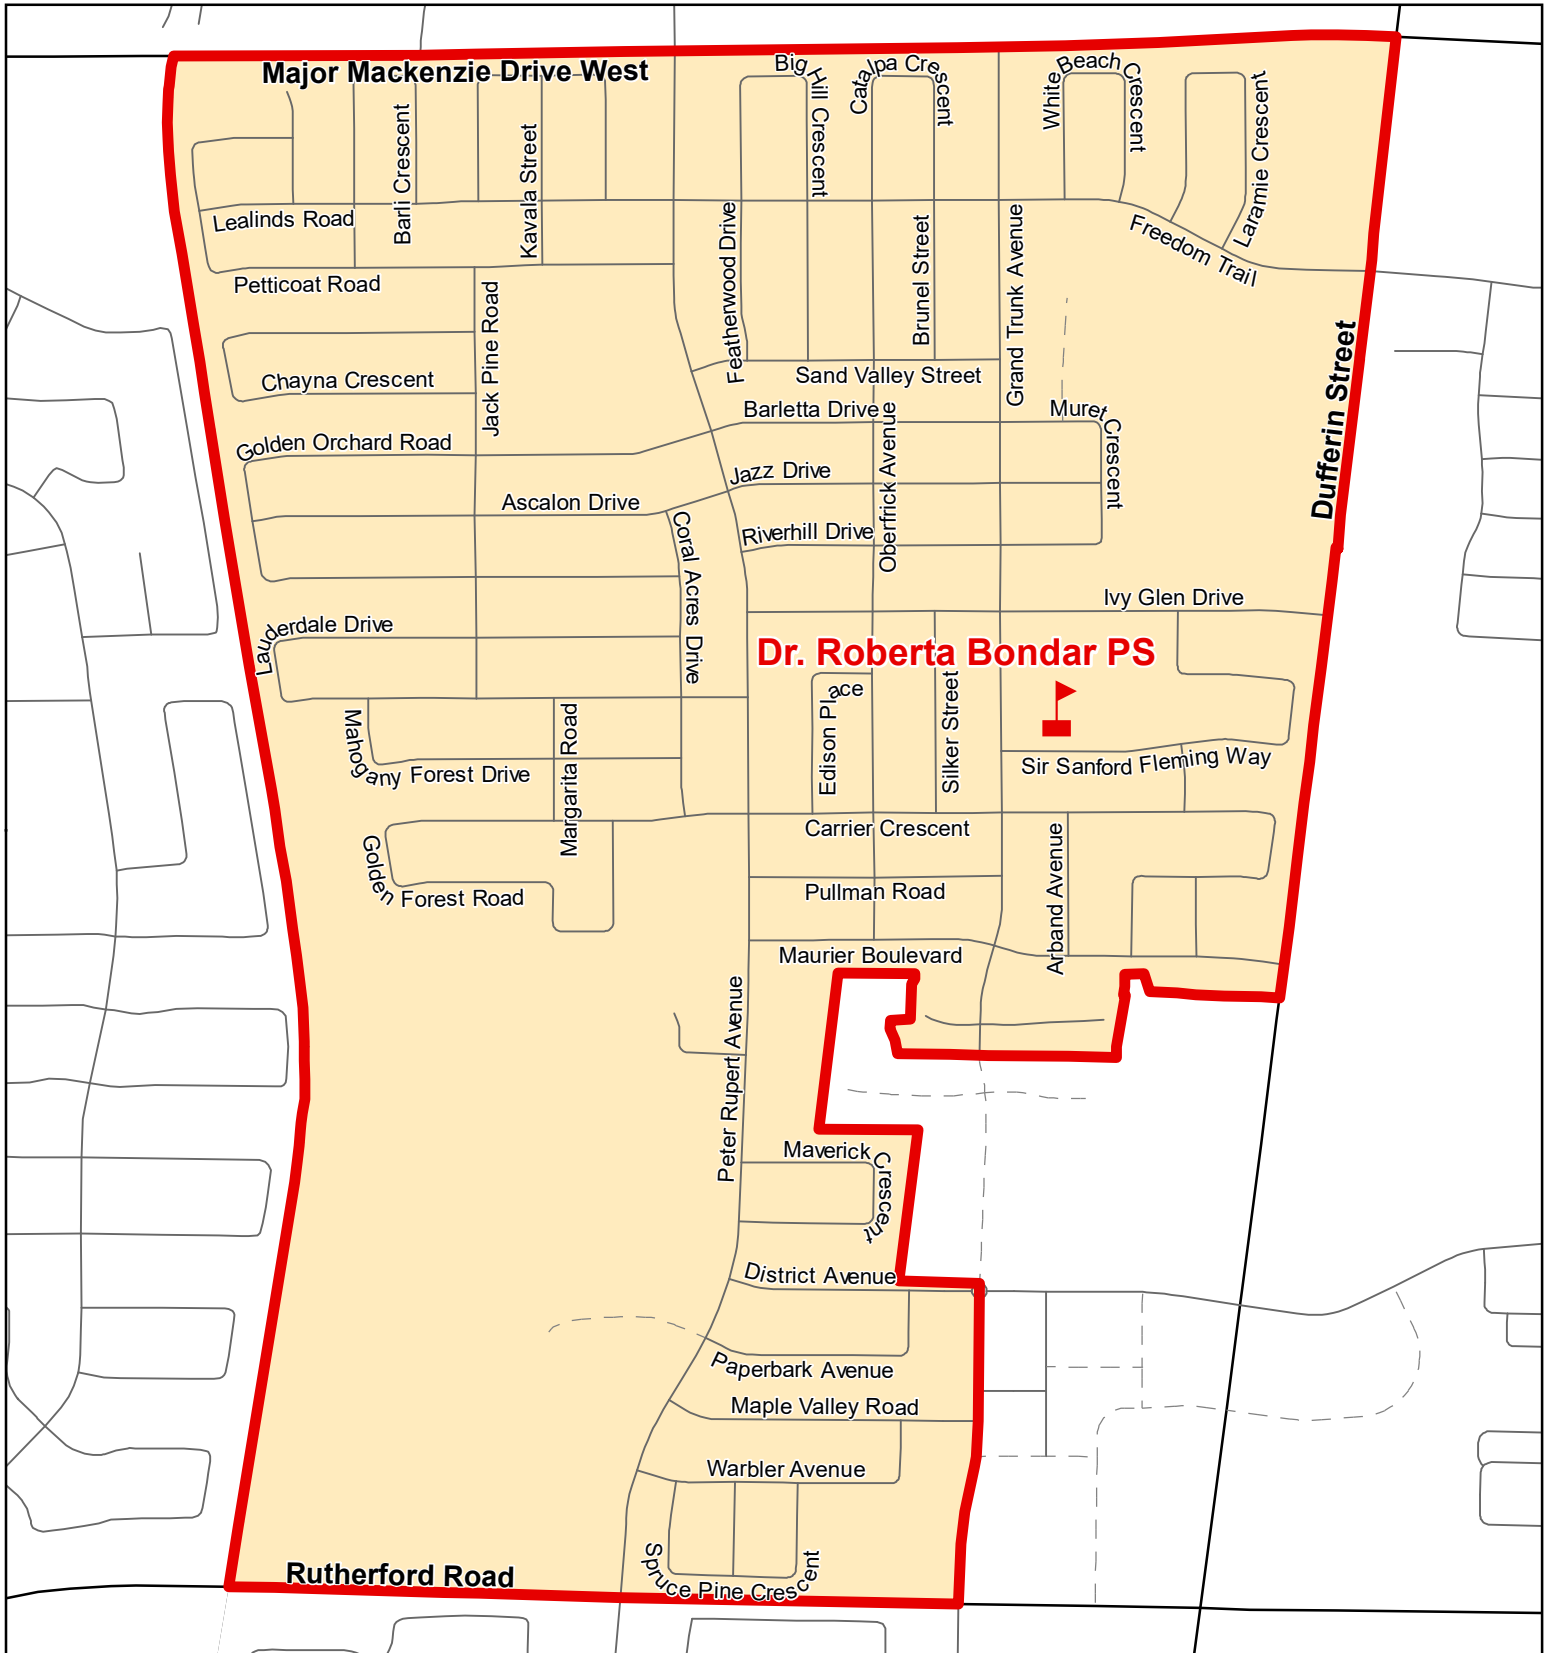 Major Mackenzie Drive West
Big Hill Crescent
Catalpa Crescent
White Beach Crescent
Laramie Crescent
Barli Crescent
Kavala Street
Lealinds Road
Featherwood Drive
Brunel Street
Grand Trunk Avenue
Freedom Trail
Petticoat Road
Jack Pine Road
Dufferin Street
Chayna Crescent
Sand Valley Street
Barletta Drive
Muret Crescent
Golden Orchard Road
Jazz Drive
Oberfrick Avenue
Ascalon Drive
Coral Acres Drive
Riverhill Drive
Ivy Glen Drive
Lauderdale Drive
Dr. Roberta Bondar PS
Edison Place
Silker Street
Mahogany Forest Drive
Margarita Road
Sir Sanford Fleming Way
Carrier Crescent
Arband Avenue
Golden Forest Road
Pullman Road
Maurier Boulevard
Peter Rupert Avenue
Maverick Crescent
District Avenue
Paperbark Avenue
Maple Valley Road
Warbler Avenue
Spruce Pine Crescent
Rutherford Road